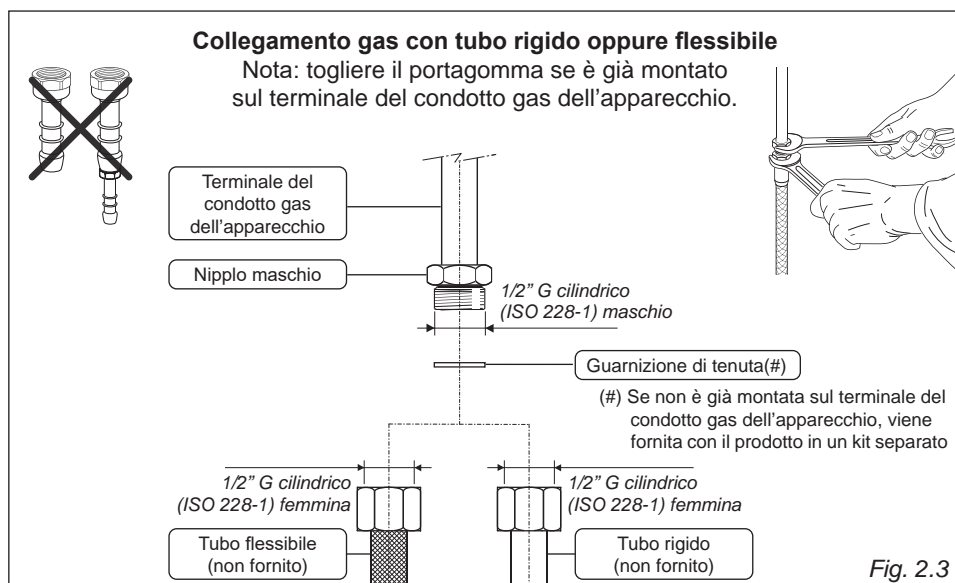 Collegamento gas con tubo rigido oppure flessibile
Nota: togliere il portagomma se è già montato
sul terminale del condotto gas dell’apparecchio.
Terminale del
condotto gas
dell’apparecchio
Nipplo maschio
1/2” G cilindrico
(ISO 228-1) maschio
Guarnizione di tenuta(#)
(#) Se non è già montata sul terminale del
condotto gas dell’apparecchio, viene
fornita con il prodotto in un kit separato
1/2” G cilindrico
(ISO 228-1) femmina
1/2” G cilindrico
(ISO 228-1) femmina
Tubo flessibile
(non fornito)
Tubo rigido
(non fornito)
Fig. 2.3